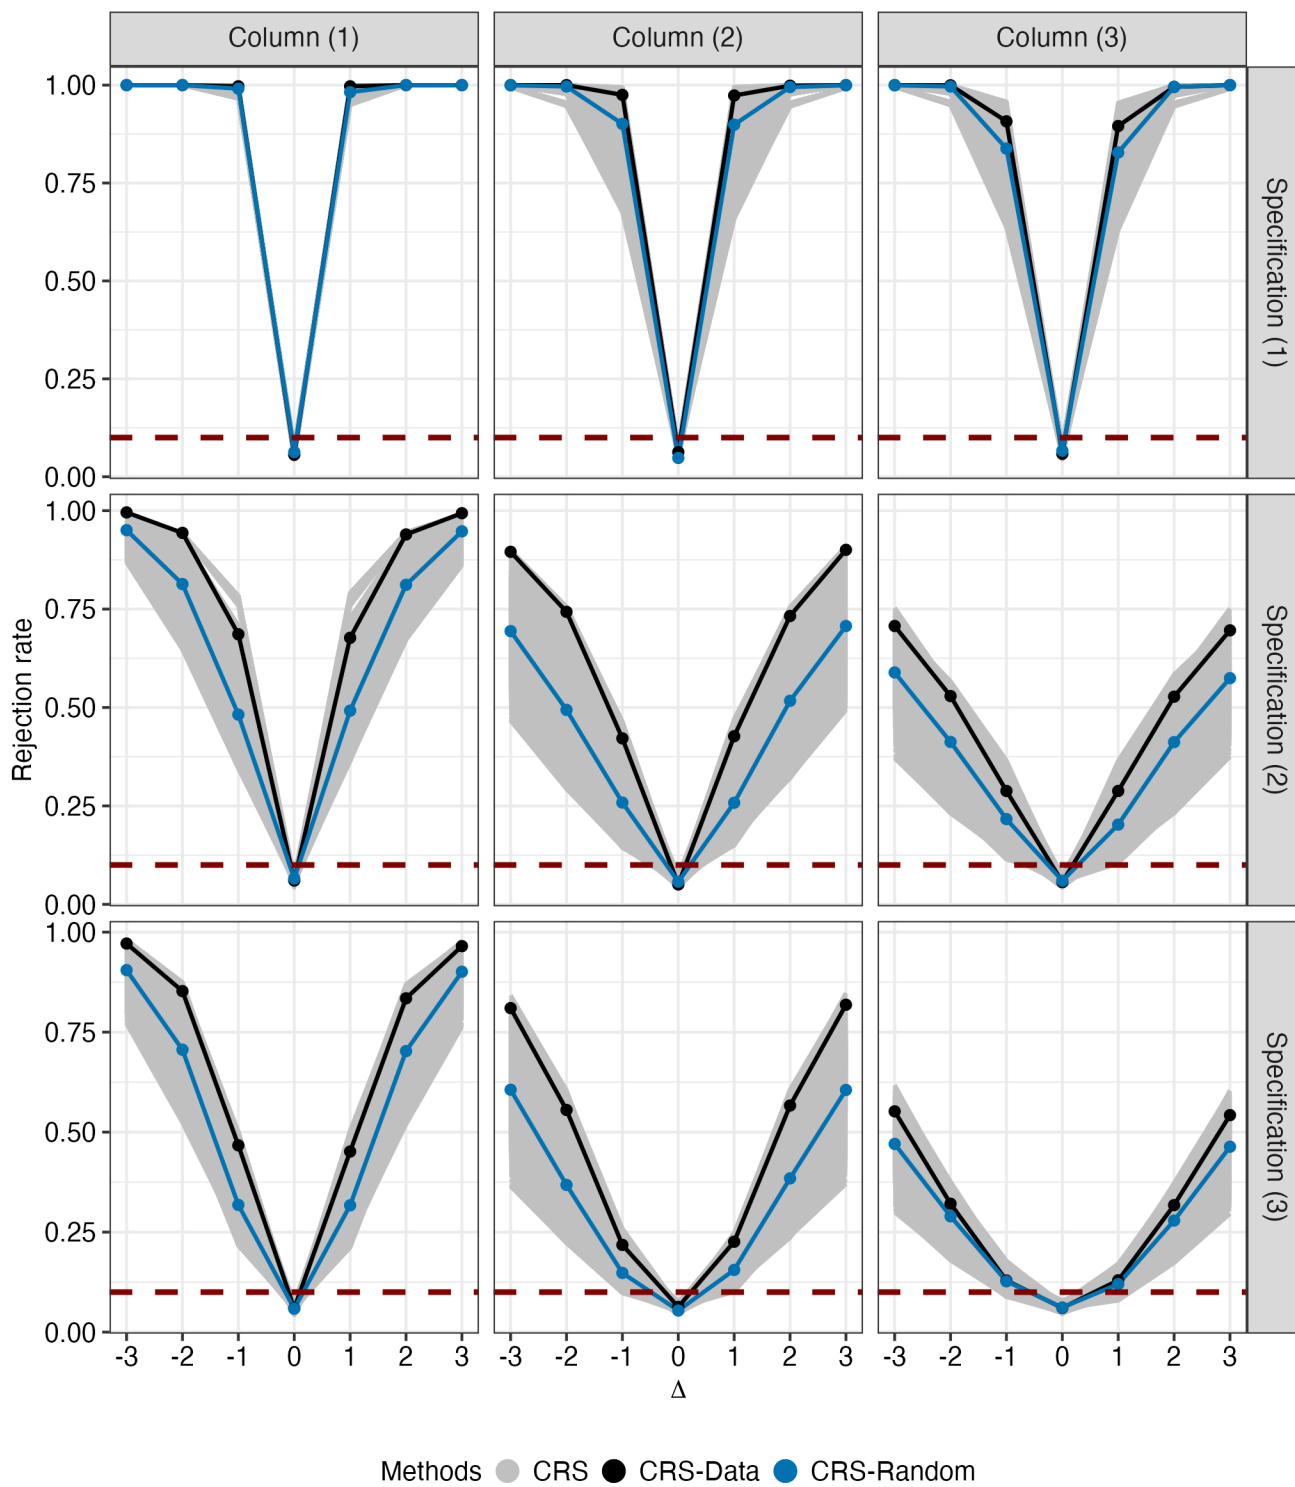 Column (1) Column (2) Column (3)
1.00
0.75
0.50
0.25
0.00
Specification (1)
1.00
0.75
0.50
0.25
0.00
Specification (2)
Rejection rate
1.00
0.75
0.50
0.25
0.00
Specification (3)
-3 -2 -1 0 1 2 3 -3 -2 -1 0 1 2 3 -3 -2 -1 0 1 2 3
Δ
Methods CRS CRS-Data CRS-Random